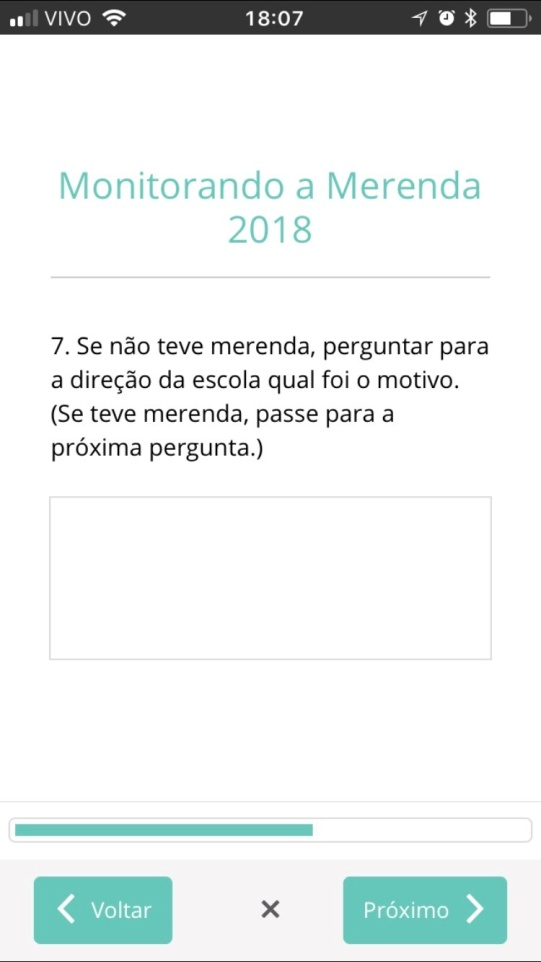 VIVO 18:07
Monitorando a Merenda
2018
7. Se não teve merenda, perguntar para
a direção da escola qual foi o motivo.
(Se teve merenda, passe para a
próxima pergunta.)
Voltar
Próximo